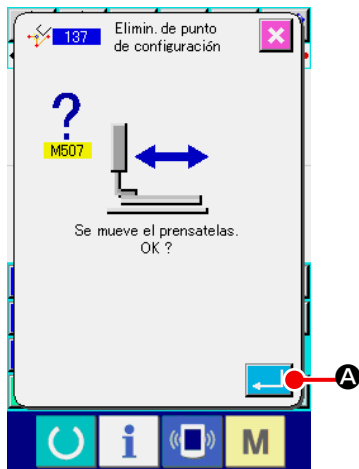 137
Elimin. de punto
de configuración
?
M507
Se mueve el prensatelas.
OK ?
A
i
M